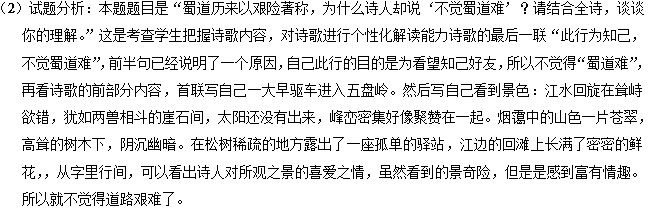 （2）试题分析：本题题目是“蜀道历来以艰险著称，为什么诗人却说‘不觉蜀道难’？请结合全诗，谈谈
你的理解。”这是考查学生把握诗歌内容，对诗歌进行个性化解读能力诗歌的最后一联“此行为知己，
不觉蜀道难”，前半句已经说明了一个原因，自己此行的目的是为看望知己好友，所以不觉得“蜀道难”，
再看诗歌的前部分内容，首联写自己一大早驱车进入五盘岭。然后写自己看到景色：江水回旋在耸峙
欲错，犹如两兽相斗的崖石间，太阳还没有出来，峰峦密集好像聚赞在一起。烟霭中的山色一片苍翠，
高耸的树木下，阴沉幽暗。在松树稀疏的地方露出了一座孤单的驿站，江边的回滩上长满了密密的鲜
花，，从字里行间，可以看出诗人对所观之景的喜爱之情，虽然看到的景奇险，但是是感到富有情趣。
所以就不觉得道路艰难了。